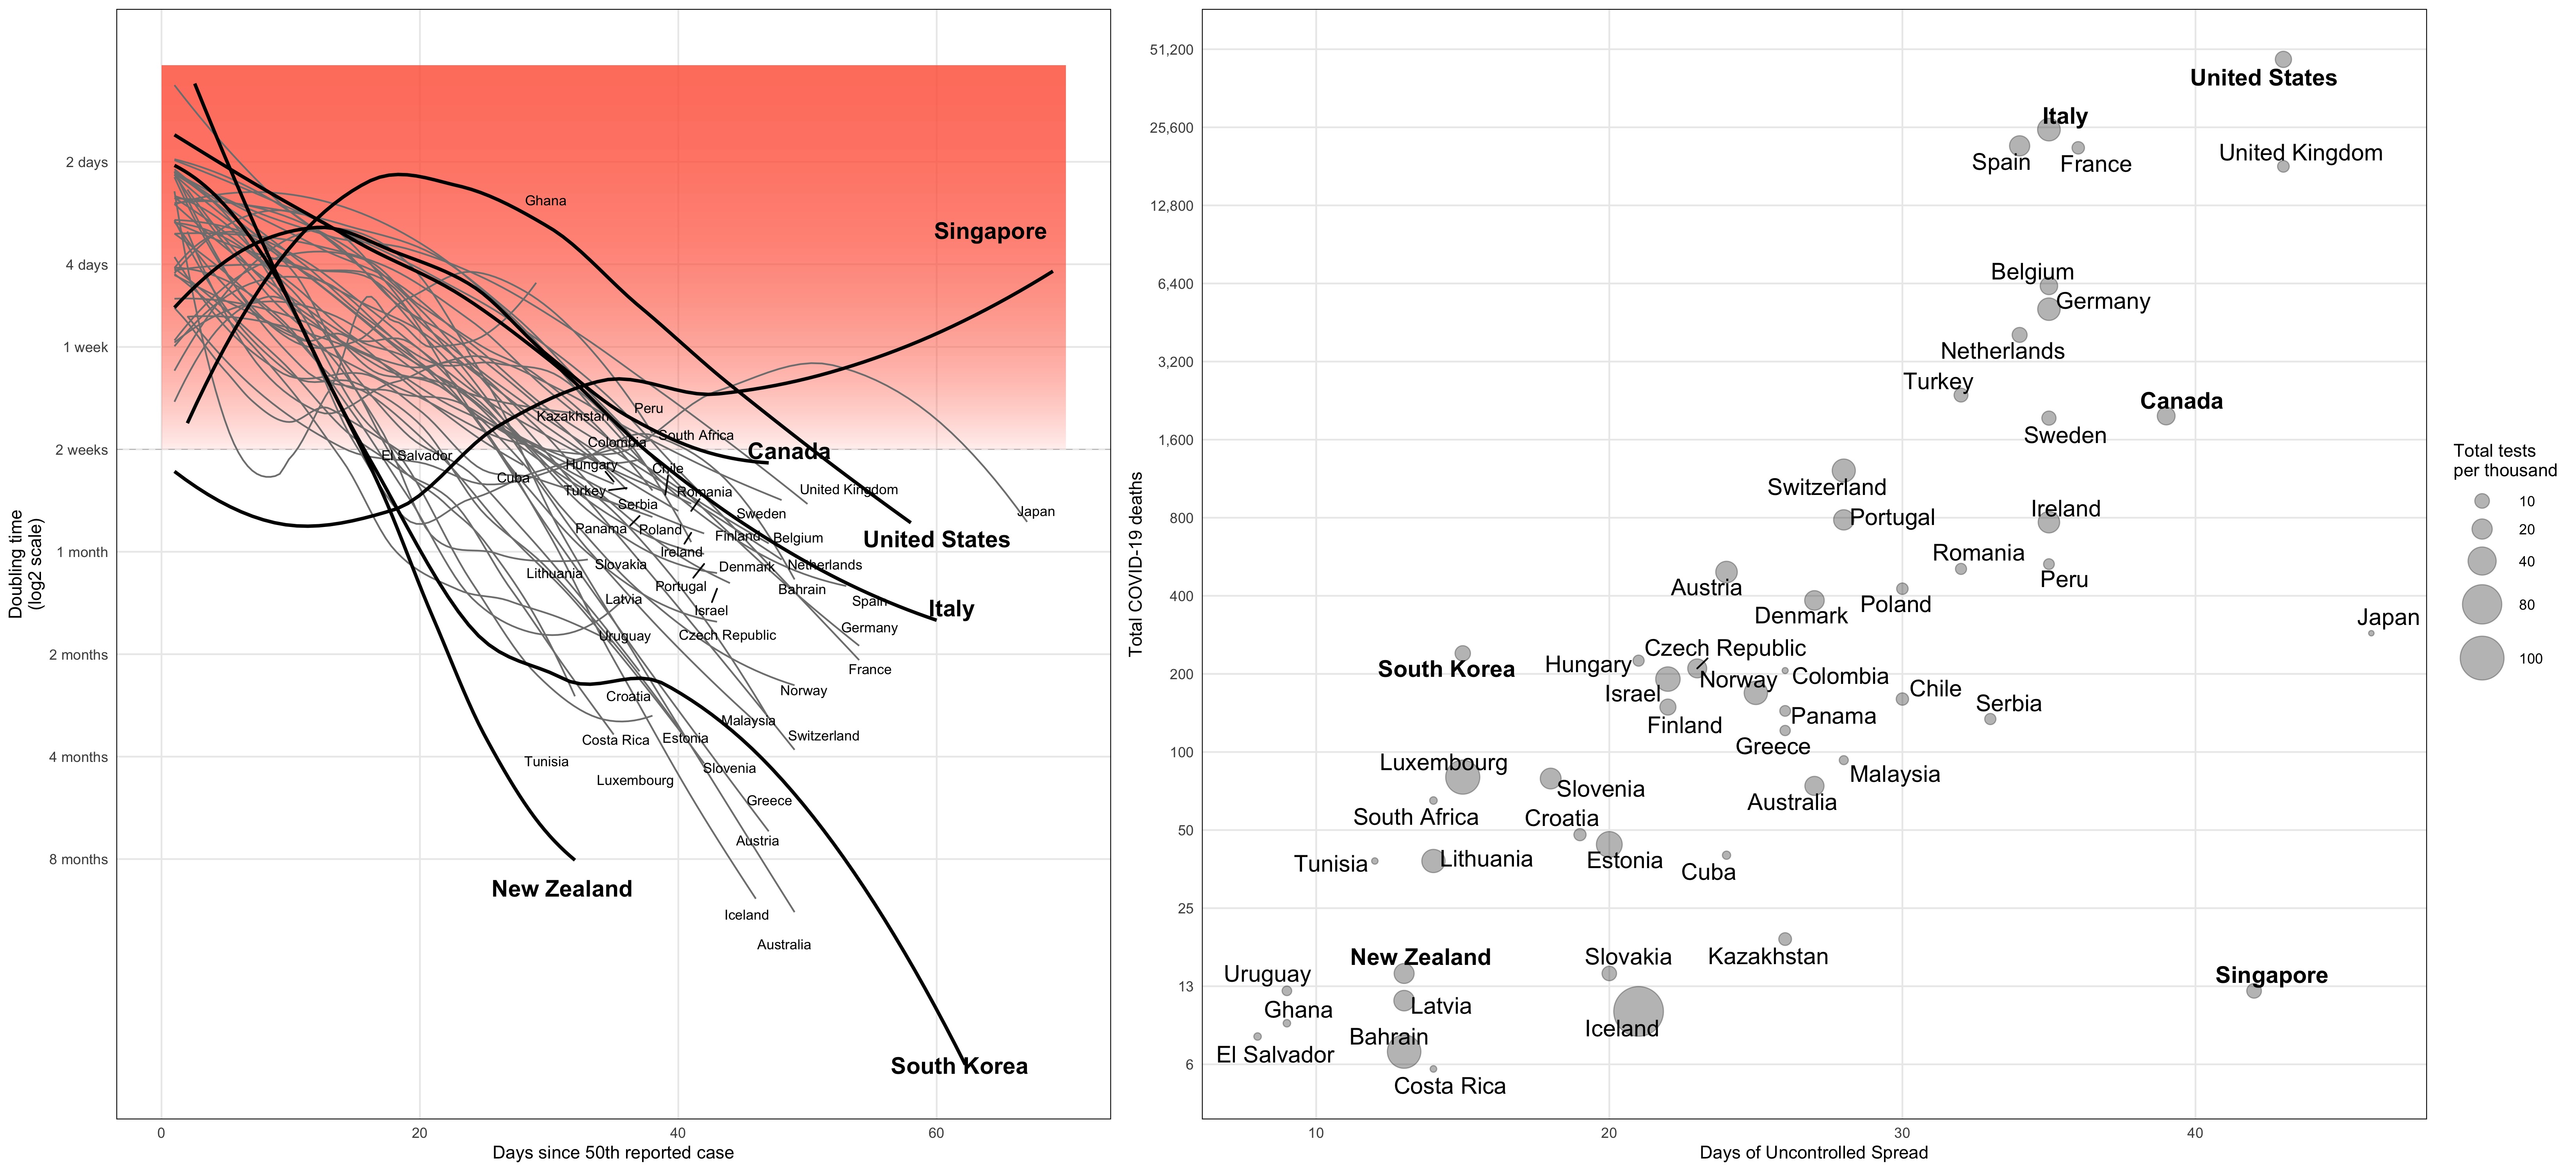 Doubling time
(log2 scale)
2 days
4 days
1 week
2 weeks
1 month
2 months
4 months
8 months
Ghana
Singapore
Peru
Kazakhstan
South Africa
Colombia
Canada
El Salvador
Hungary
Chile
Cuba
Turkey
Romania
United Kingdom
Serbia
Sweden
Japan
Panama
Poland
Finland
Belgium
United States
Ireland
Slovakia
Denmark
Netherlands
Lithuania
Portugal
Bahrain
Latvia
Israel
Spain
Italy
Uruguay
Czech Republic
Germany
France
Croatia
Norway
Malaysia
Costa Rica
Estonia
Switzerland
Tunisia
Luxembourg
Slovenia
Greece
Austria
New Zealand
Iceland
Australia
South Korea
0
20
40
60
Days since 50th reported case
Total COVID-19 deaths
51,200
25,600
12,800
6,400
3,200
1,600
800
400
200
100
50
25
13
6
United States
Italy
United Kingdom
Spain
France
Belgium
Germany
Netherlands
Turkey
Canada
Sweden
Switzerland
Portugal
Ireland
Romania
Austria
Peru
Denmark
Poland
Japan
Czech Republic
South Korea
Hungary
Norway
Colombia
Israel
Chile
Finland
Panama
Serbia
Greece
Luxembourg
Malaysia
Slovenia
Australia
South Africa
Croatia
Tunisia
Lithuania
Estonia
Cuba
New Zealand
Slovakia
Kazakhstan
Uruguay
Singapore
Ghana
Latvia
Iceland
Bahrain
El Salvador
Costa Rica
10
20
30
40
Days of Uncontrolled Spread
Total tests
per thousand
10
20
40
80
100